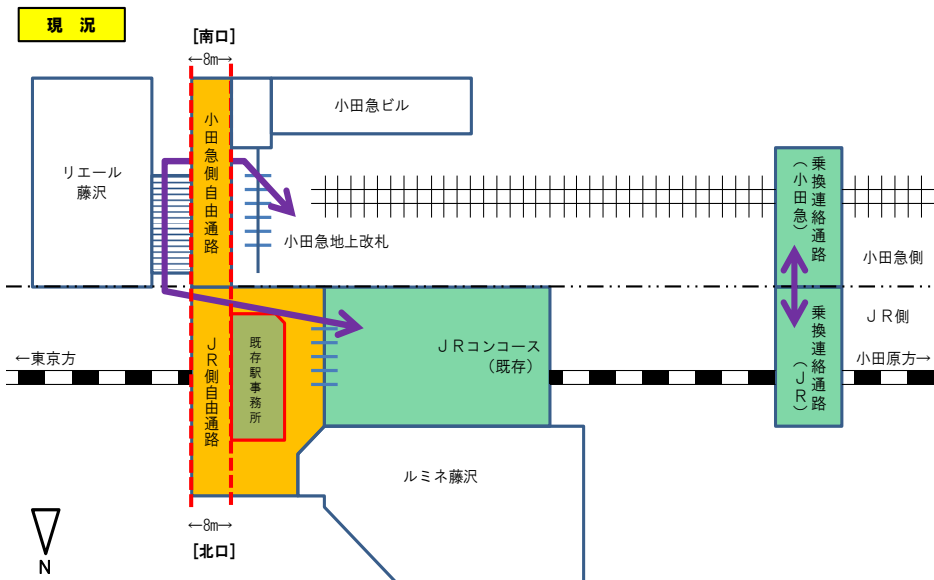 現 況
[南口]
←8m→
小田急ビル
リエール
藤沢
小田急側自由通路
小田急地上改札
乗換連絡通路
（小田急）
小田急側
ＪＲ側
←東京方
小田原方→
ＪＲ側自由通路
既存駅事務所
ＪＲコンコース
（既存）
乗換連絡通路
（ＪＲ）
ルミネ藤沢
←8m→
[北口]
N